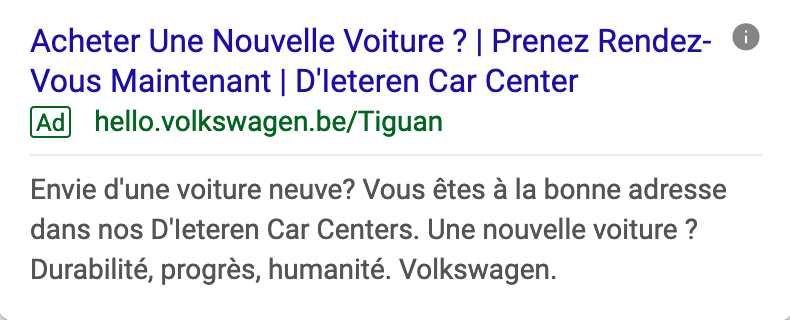 Acheter Une Nouvelle Voiture ? | Prenez Rendez-
Vous Maintenant | D'Ieteren Car Center
Ad hello.volkswagen.be/Tiguan
Envie d'une voiture neuve? Vous êtes à la bonne adresse
dans nos D'Ieteren Car Centers. Une nouvelle voiture ?
Durabilité, progrès, humanité. Volkswagen.